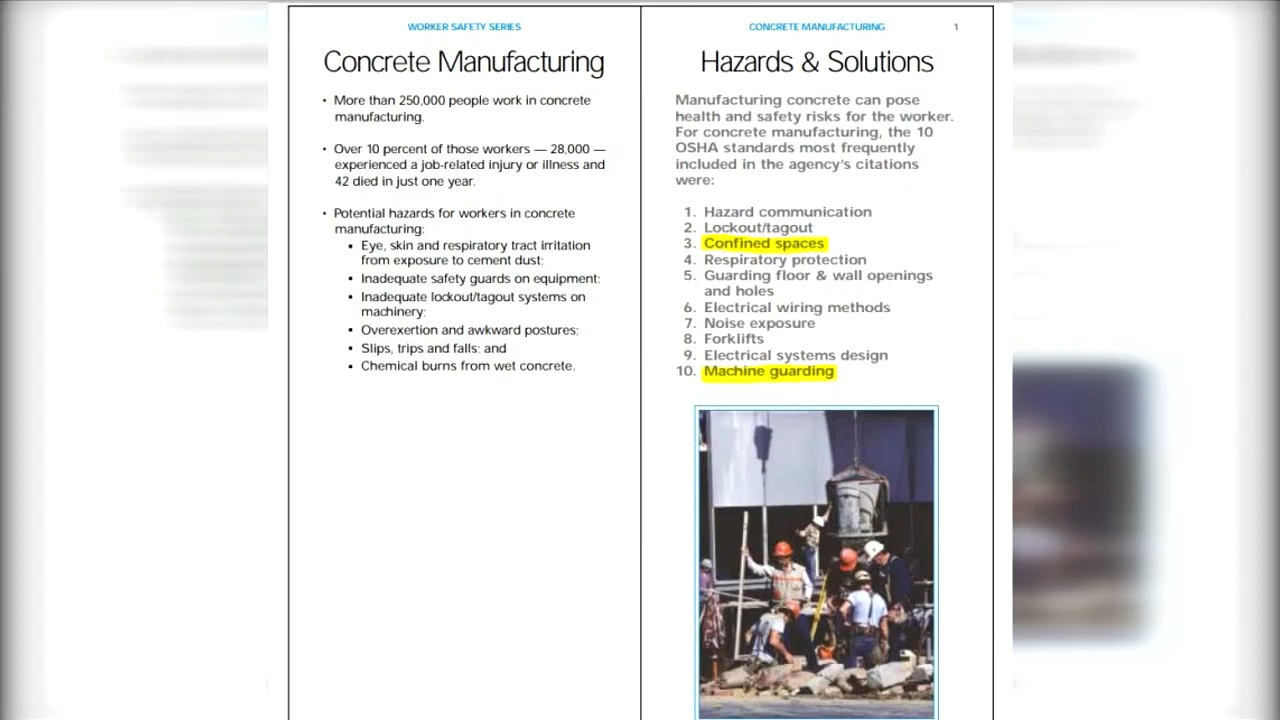 WORKER SAFETY SERIES
Concrete Manufacturing
• More than 250,000 people work in concrete
manufacturing.
• Over 10 percent of those workers — 28,000 —
experienced a job-related injury or illness and
42 died in just one year.
• Potential hazards for workers in concrete
manufacturing:
▪ Eye, skin and respiratory tract irritation
from exposure to cement dust;
▪ Inadequate safety guards on equipment;
▪ Inadequate lockout/tagout systems on
machinery;
▪ Overexertion and awkward postures;
▪ Slips, trips and falls; and
▪ Chemical burns from wet concrete.
CONCRETE MANUFACTURING 1
Hazards & Solutions
Manufacturing concrete can pose
health and safety risks for the worker.
For concrete manufacturing, the 10
OSHA standards most frequently
included in the agency's citations
were:
1. Hazard communication
2. Lockout/tagout
3. Confined spaces
4. Respiratory protection
5. Guarding floor & wall openings
and holes
6. Electrical wiring methods
7. Noise exposure
8. Forklifts
9. Electrical systems design
10. Machine guarding